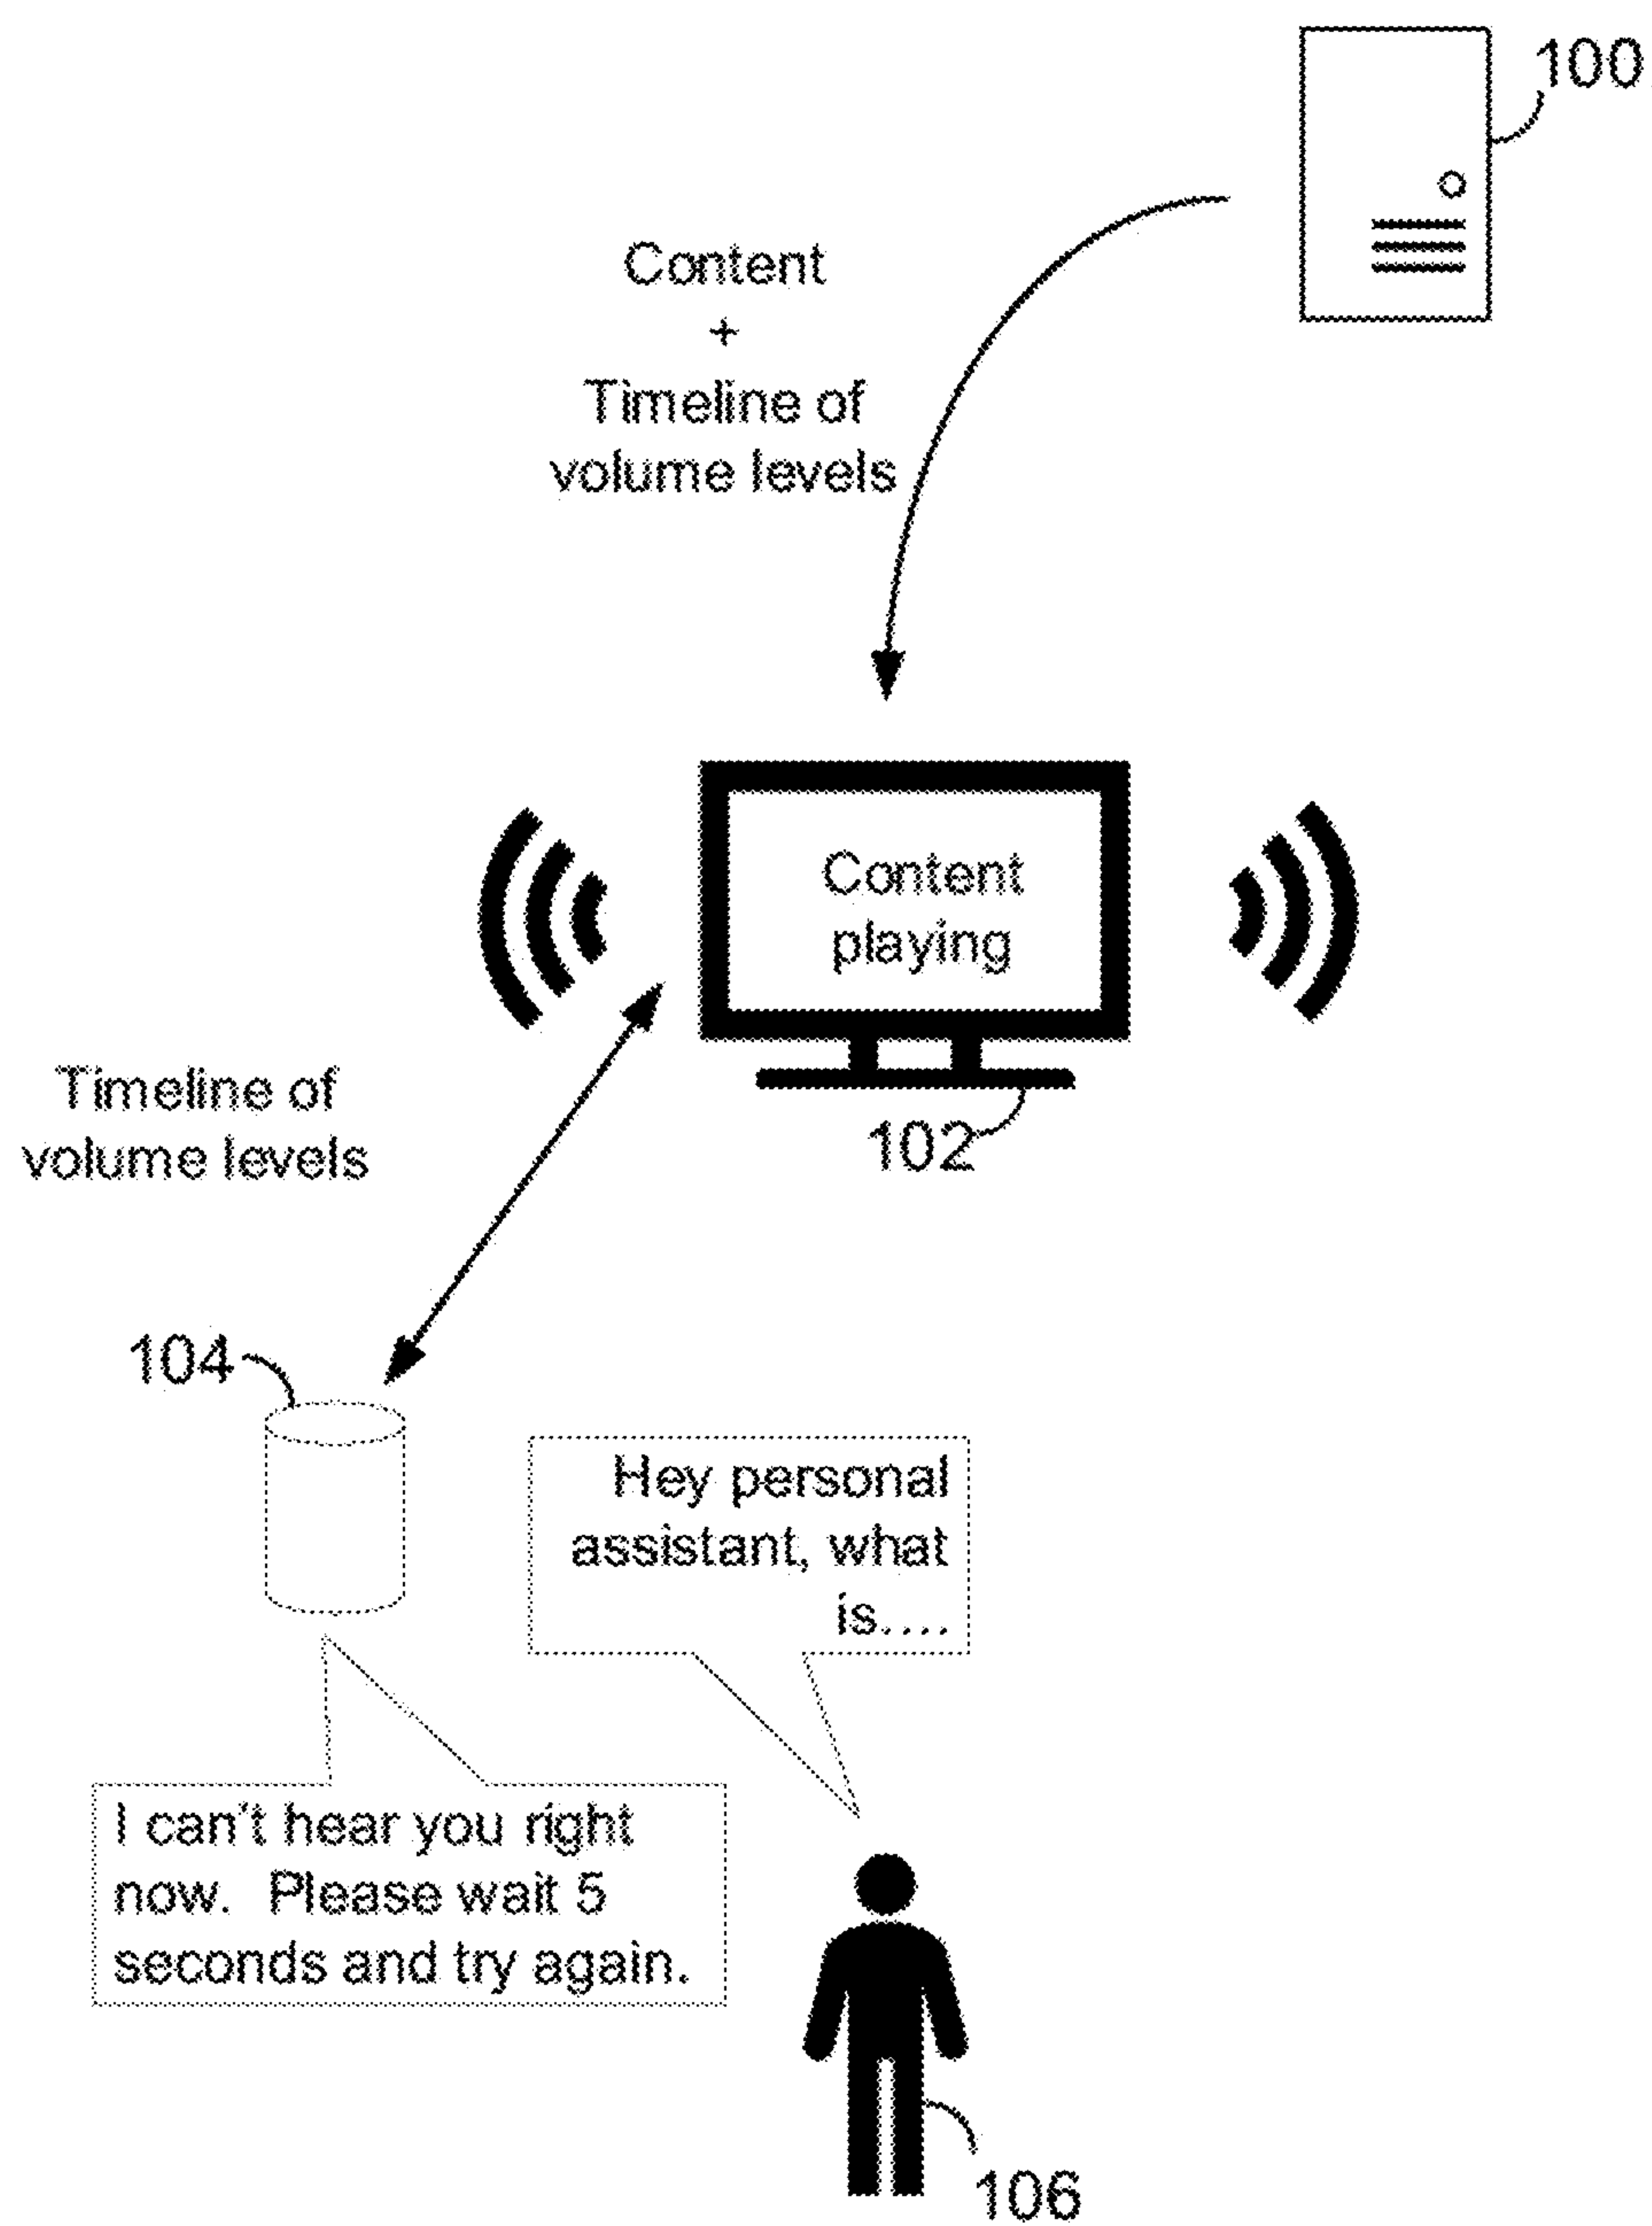 100
Content
+
Timeline of
volume levels
Content
playing
102
Timeline of
volume levels
104
Hey personal
assistant, what
is....
I can't hear you right
now.  Please wait 5
seconds and try again.
106